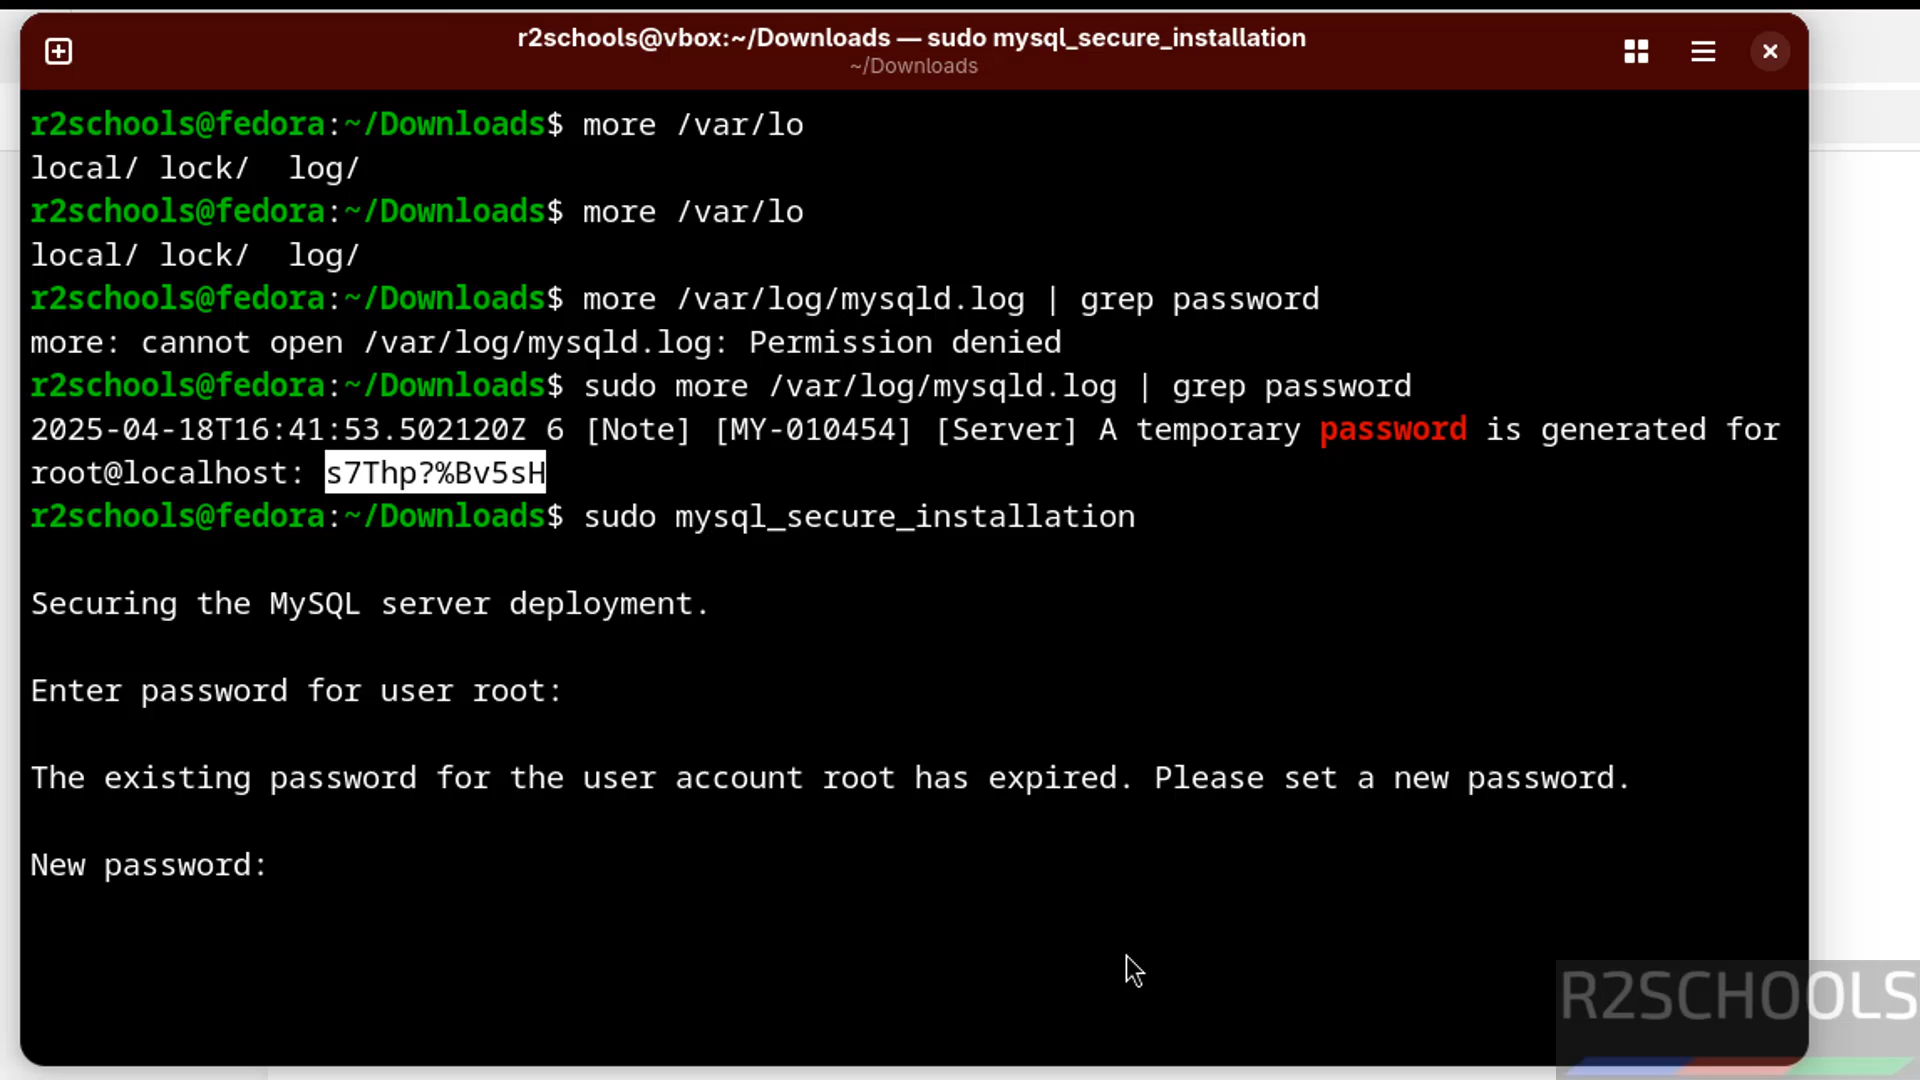 r2schools@vbox:~/Downloads — sudo mysql_secure_installation
~/Downloads
r2schools@fedora:~/Downloads$ more /var/lo
local/ lock/  log/
r2schools@fedora:~/Downloads$ more /var/lo
local/ lock/  log/
r2schools@fedora:~/Downloads$ more /var/log/mysqld.log | grep password
more: cannot open /var/log/mysqld.log: Permission denied
r2schools@fedora:~/Downloads$ sudo more /var/log/mysqld.log | grep password
2025-04-18T16:41:53.502120Z 6 [Note] [MY-010454] [Server] A temporary password is generated for
root@localhost: s7Thp?%Bv5sH
r2schools@fedora:~/Downloads$ sudo mysql_secure_installation
Securing the MySQL server deployment.
Enter password for user root:
The existing password for the user account root has expired. Please set a new password.
New password:
R2SCHOOLS